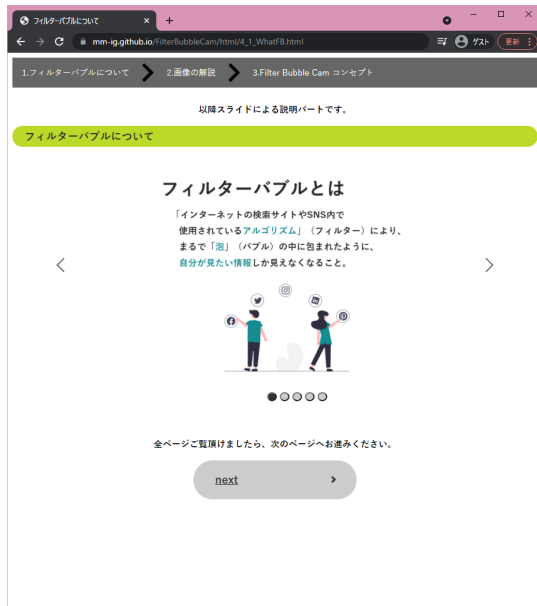 フィルターバブルについて
mm-ig.github.io/FilterBubbleCam/html/4_1_WhatFB.html
ゲスト
更新
1.フィルターバブルについて
2.画像の解説
3.Filter Bubble Cam コンセプト
以降スライドによる説明パートです。
フィルターバブルについて
フィルターバブルとは
「インターネットの検索サイトやSNS内で
使用されているアルゴリズム」（フィルター）により、
まるで「泡」（バブル）の中に包まれたように、
自分が見たい情報しか見えなくなること。
全ページご覧頂けましたら、次のページへお進みください。
next